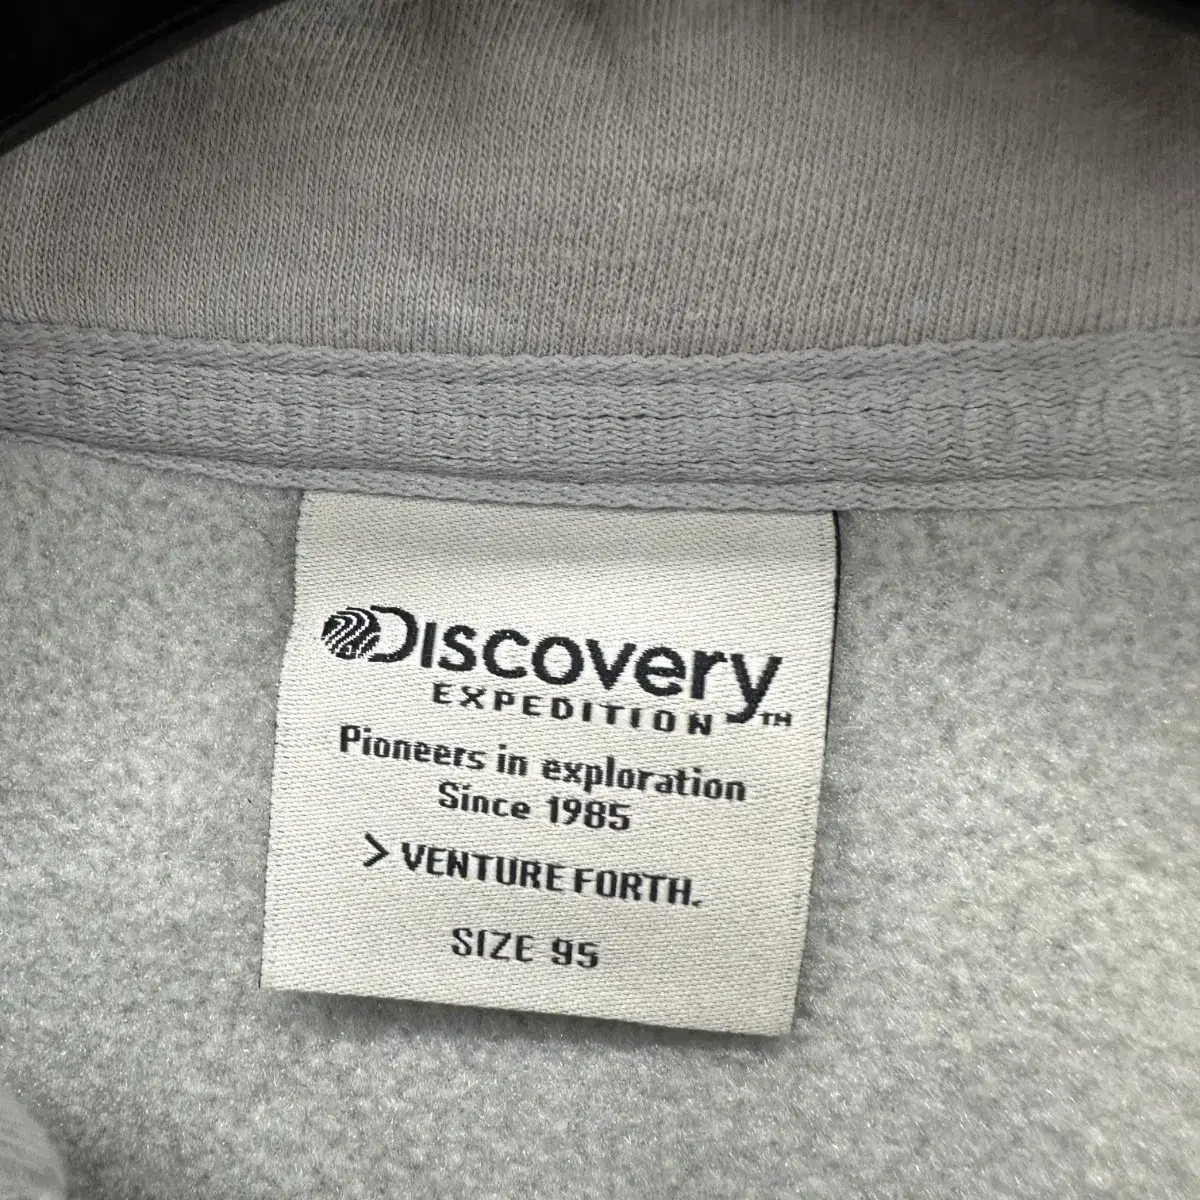 Discovery
EXPEDITION TM
Pioneers in exploration
Since 1985
> VENTURE FORTH.
SIZE 95